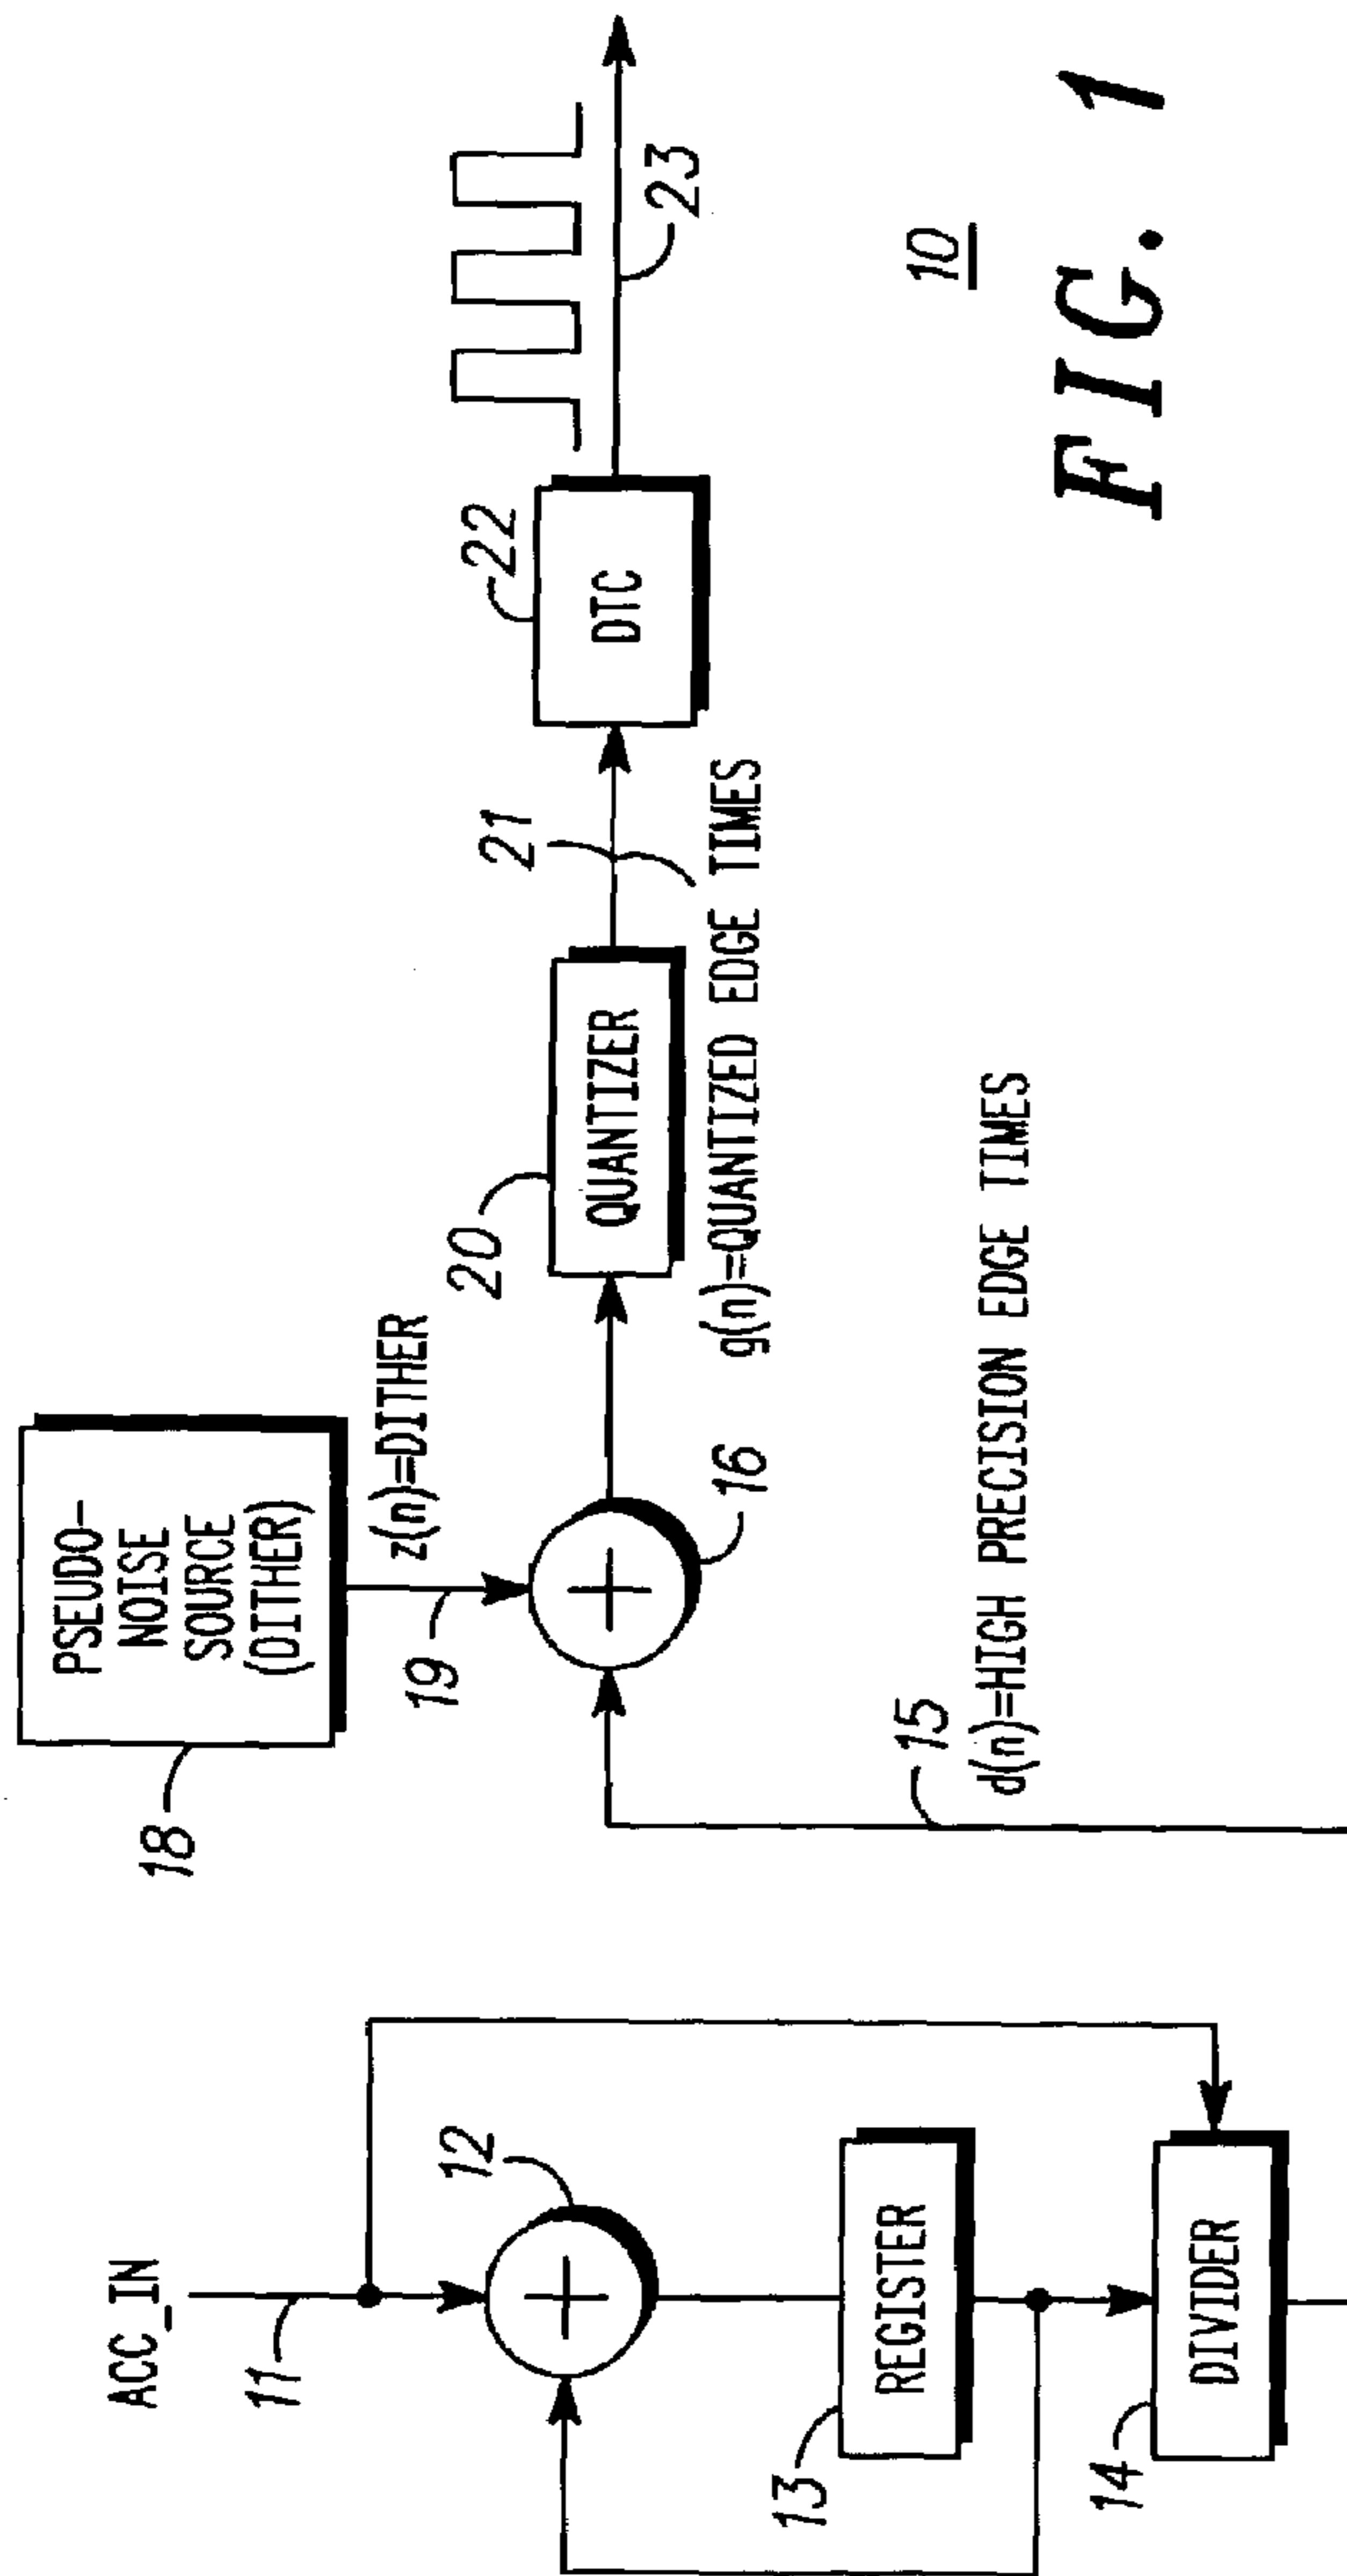 ACC_IN
11
12
REGISTER
13
DIVIDER
14
PSEUDO-
NOISE
SOURCE
(DITHER)
18
z(n)=DITHER
19
16
15
d(n)=HIGH PRECISION EDGE TIMES
QUANTIZER
20
21
g(n)=QUANTIZED EDGE TIMES
DTC
22
23
10
FIG. 1